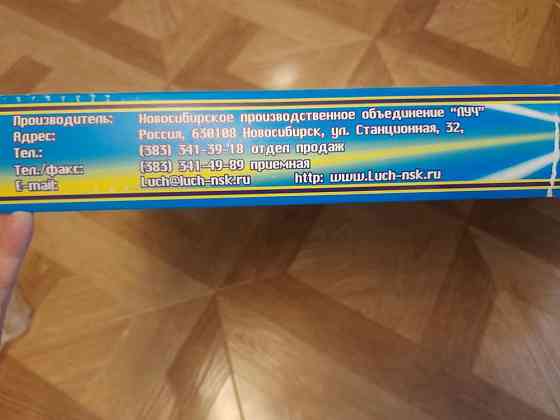 Производитель: Новосибирское производственное объединение "ЛУЧ"
Адрес: Россия, 630108 Новосибирск, ул. Станционная, 32,
Тел.: (383) 341-39-18 отдел продаж
Тел./факс: (383) 341-49-89 приемная
E-mail: Luch@luch-nsk.ru http: www.Luch-nsk.ru